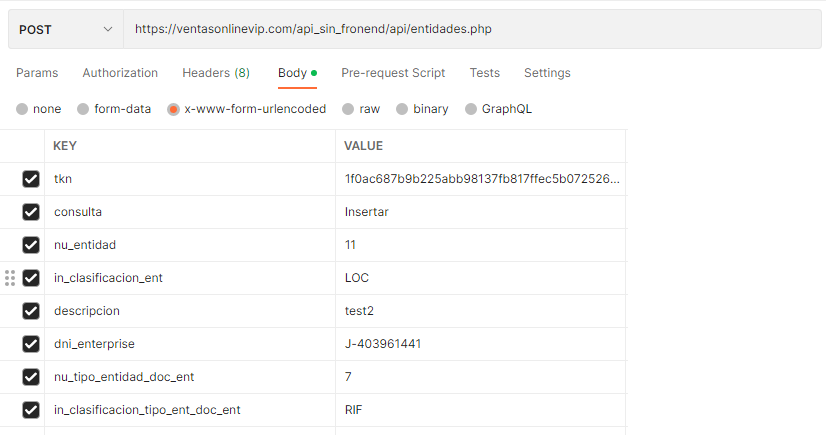 POST https://ventasonlinevip.com/api_sin_fronend/api/entidades.php
Params Authorization Headers (8) Body Pre-request Script Tests Settings
none form-data x-www-form-urlencoded raw binary GraphQL
KEY VALUE
tkn 1f0ac687b9b225abb98137fb817ffec5b072526...
consulta Insertar
nu_entidad 11
in_clasificacion_ent LOC
descripcion test2
dni_enterprise J-403961441
nu_tipo_entidad_doc_ent 7
in_clasificacion_tipo_ent_doc_ent RIF